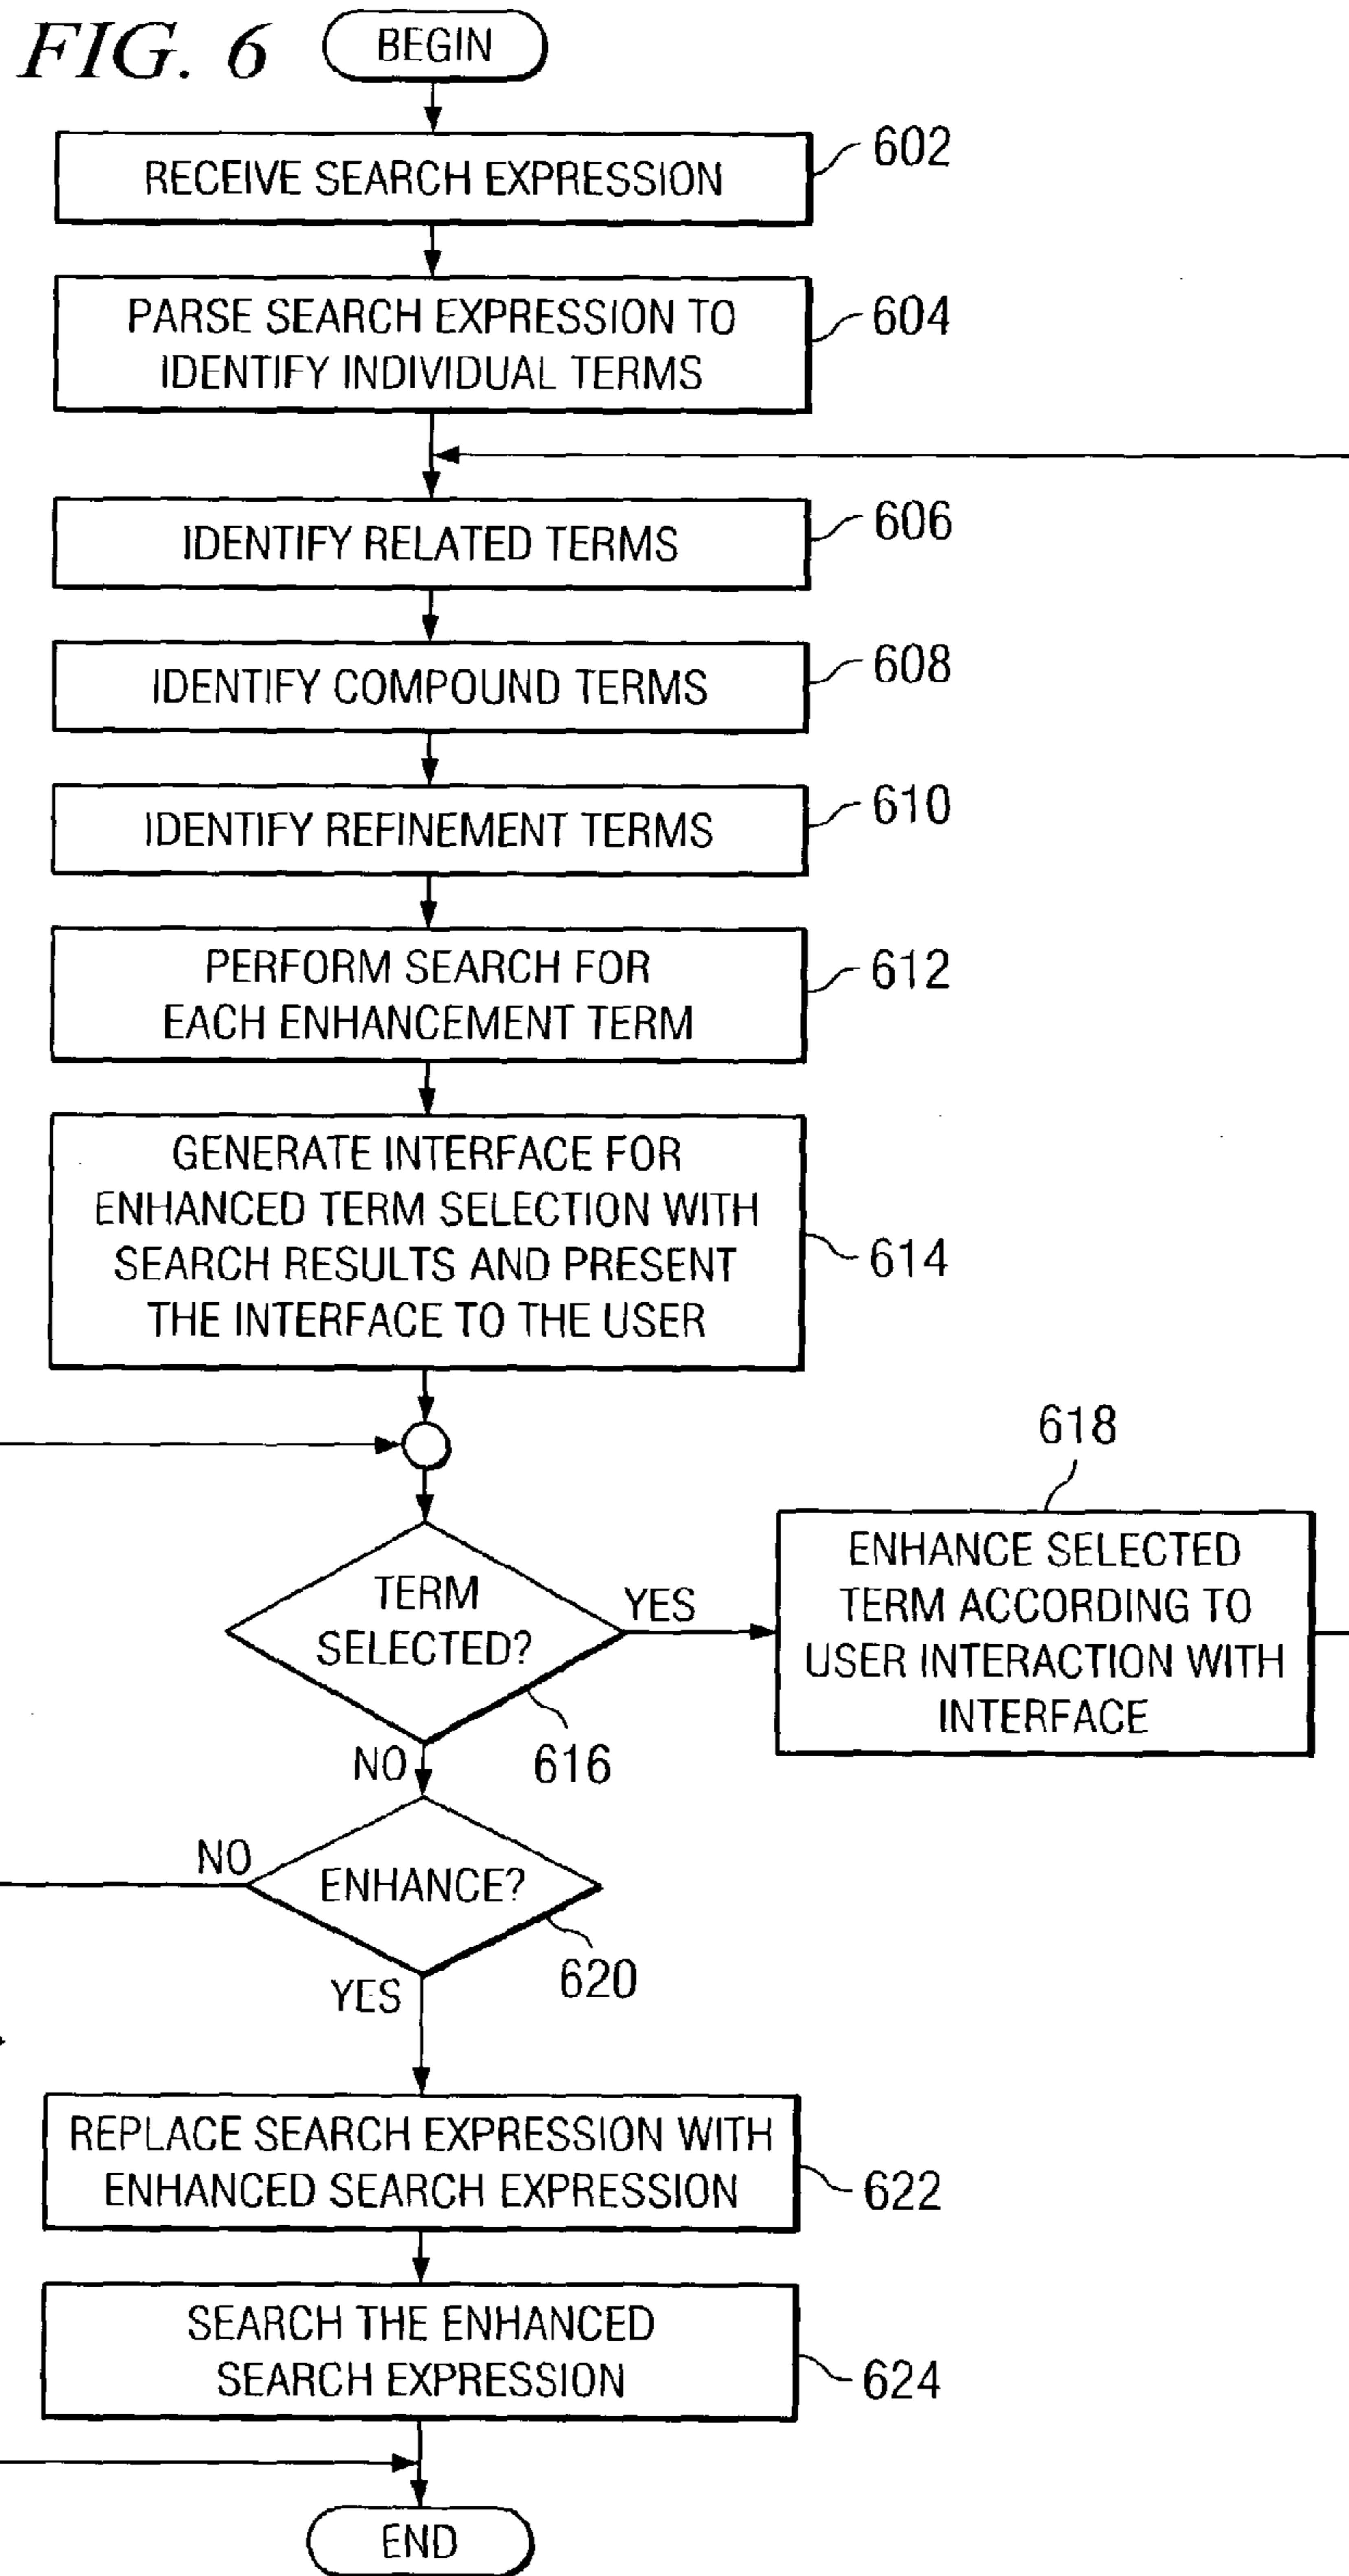 FIG. 6
BEGIN
RECEIVE SEARCH EXPRESSION
602
PARSE SEARCH EXPRESSION TO
IDENTIFY INDIVIDUAL TERMS
604
IDENTIFY RELATED TERMS
606
IDENTIFY COMPOUND TERMS
608
IDENTIFY REFINEMENT TERMS
610
PERFORM SEARCH FOR
EACH ENHANCEMENT TERM
612
GENERATE INTERFACE FOR
ENHANCED TERM SELECTION WITH
SEARCH RESULTS AND PRESENT
THE INTERFACE TO THE USER
614
TERM
SELECTED?
616
YES
618
ENHANCE SELECTED
TERM ACCORDING TO
USER INTERACTION WITH
INTERFACE
NO
ENHANCE?
620
NO
YES
REPLACE SEARCH EXPRESSION WITH
ENHANCED SEARCH EXPRESSION
622
SEARCH THE ENHANCED
SEARCH EXPRESSION
624
END